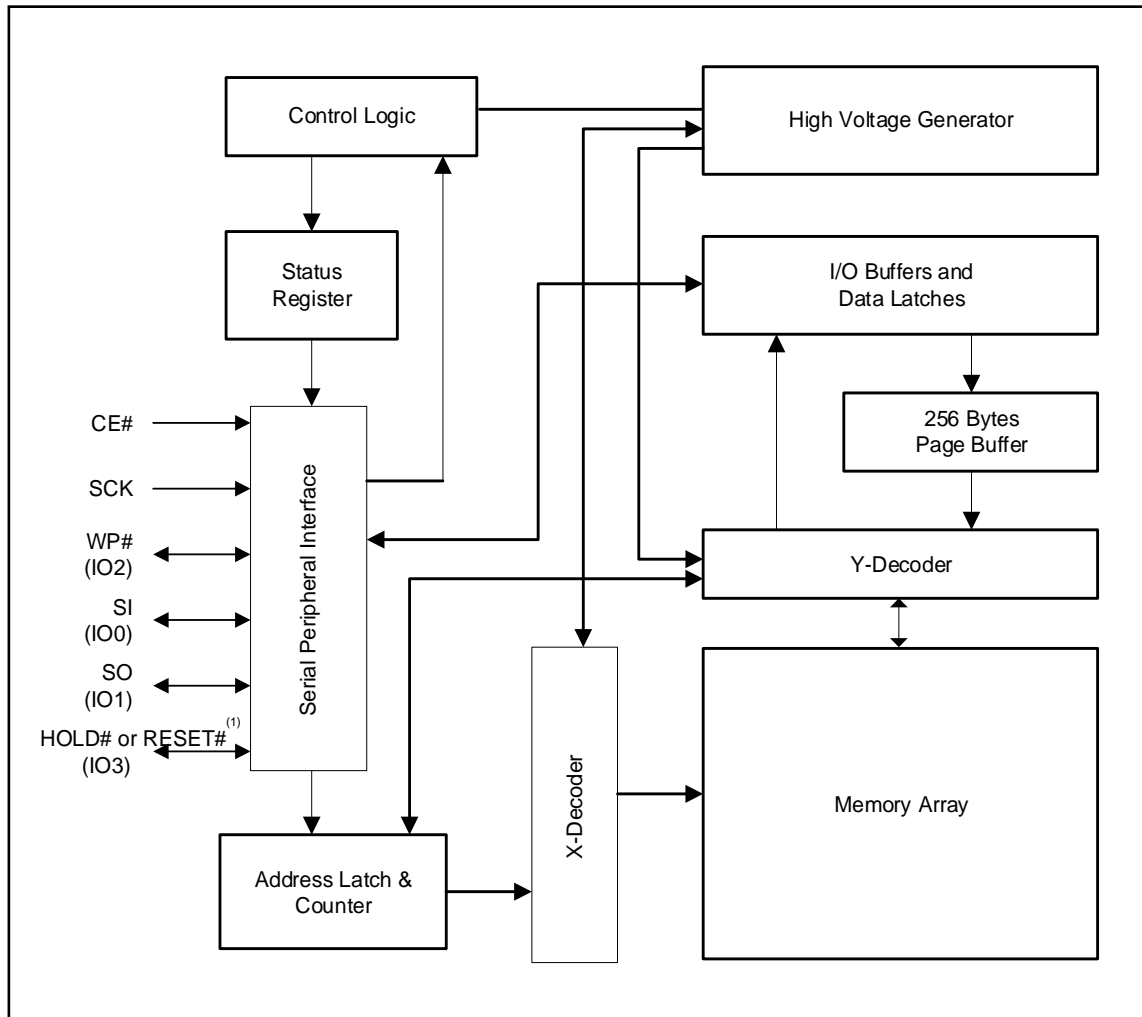 Control Logic
High Voltage Generator
Status
Register
I/O Buffers and
Data Latches
256 Bytes
Page Buffer
CE#
SCK
WP#
(IO2)
SI
(IO0)
SO
(IO1)
HOLD# or RESET#(1)
(IO3)
Serial Peripheral Interface
Y-Decoder
X-Decoder
Memory Array
Address Latch &
Counter